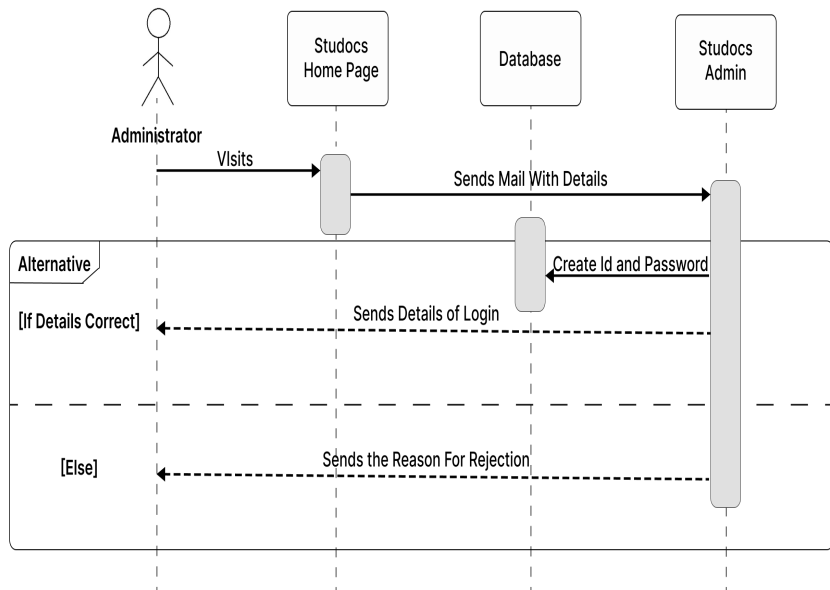 Studocs
Home Page
Database
Studocs
Admin
Administrator
VIsits
Sends Mail With Details
Alternative
Create Id and Password
[If Details Correct]
Sends Details of Login
[Else]
Sends the Reason For Rejection